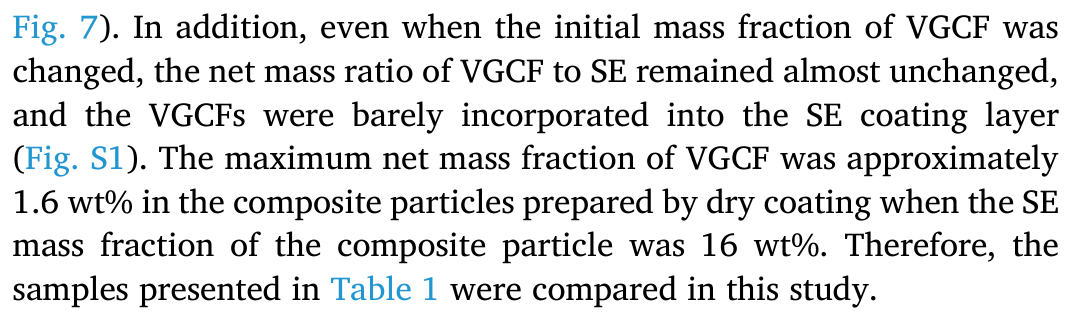 Fig. 7). In addition, even when the initial mass fraction of VGCF was
changed, the net mass ratio of VGCF to SE remained almost unchanged,
and the VGCFs were barely incorporated into the SE coating layer
(Fig. S1). The maximum net mass fraction of VGCF was approximately
1.6 wt% in the composite particles prepared by dry coating when the SE
mass fraction of the composite particle was 16 wt%. Therefore, the
samples presented in Table 1 were compared in this study.